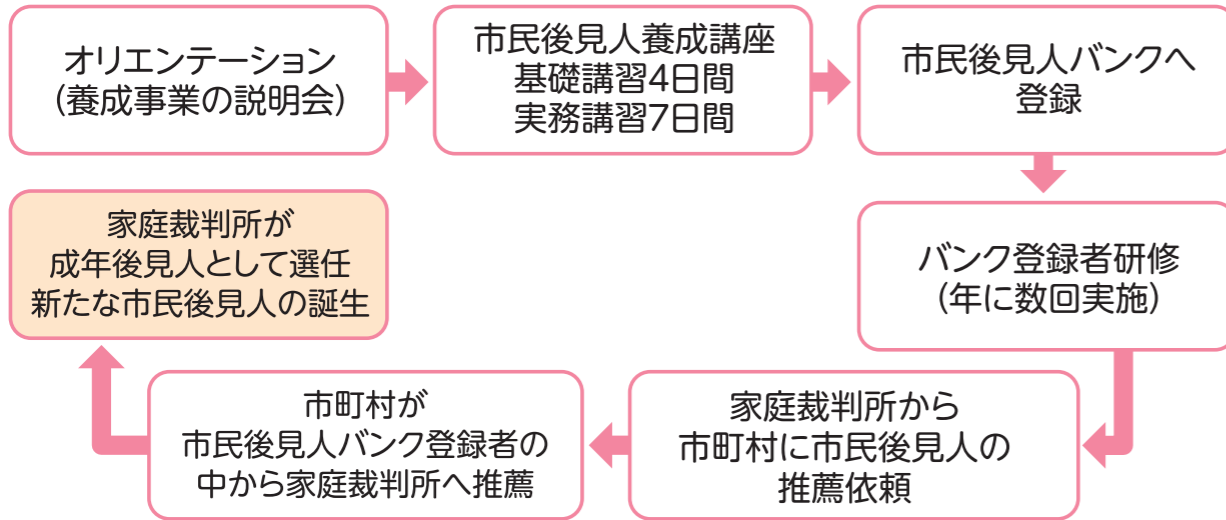 オリエンテーション
(養成事業の説明会)
市民後見人養成講座
基礎講習4日間
実務講習7日間
市民後見人バンクへ
登録
バンク登録者研修
(年に数回実施)
家庭裁判所から
市町村に市民後見人の
推薦依頼
市町村が
市民後見人バンク登録者の
中から家庭裁判所へ推薦
家庭裁判所が
成年後見人として選任
新たな市民後見人の誕生